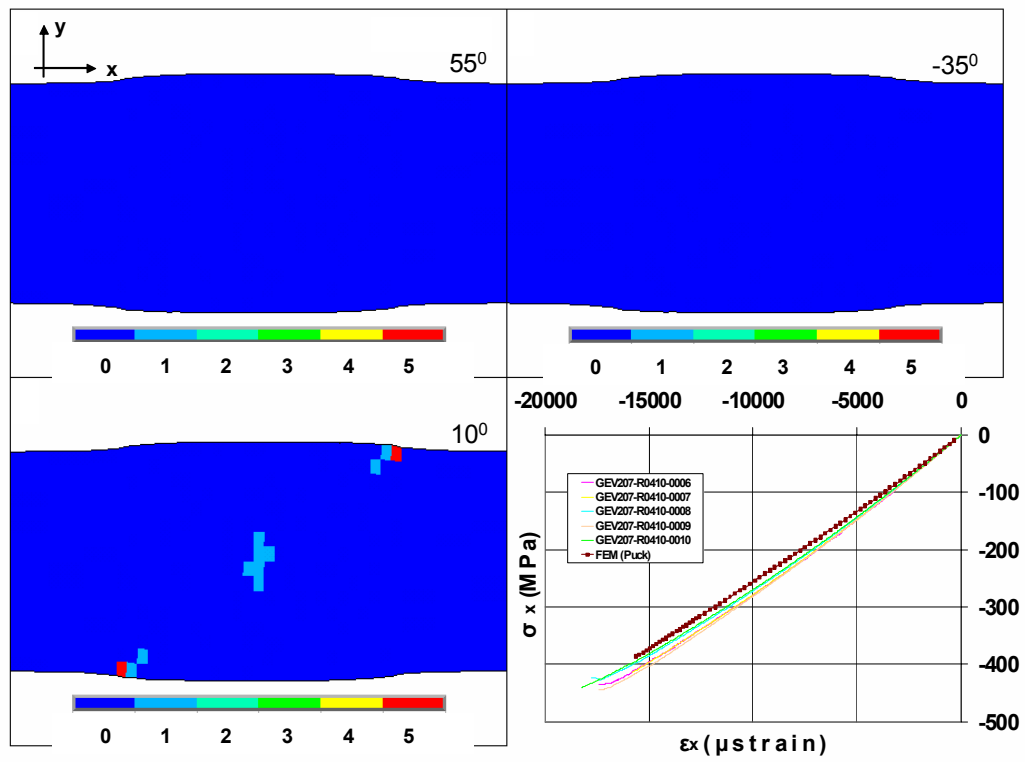 y
x
55⁰
-35⁰
0 1 2 3 4 5
0 1 2 3 4 5
10⁰
0 1 2 3 4 5
-20000 -15000 -10000 -5000 0
0
-100
-200
-300
-400
-500
GEV207-R0410-0006
GEV207-R0410-0007
GEV207-R0410-0008
GEV207-R0410-0009
GEV207-R0410-0010
FEM (Puck)
σ x (MPa)
εx (μstrain)